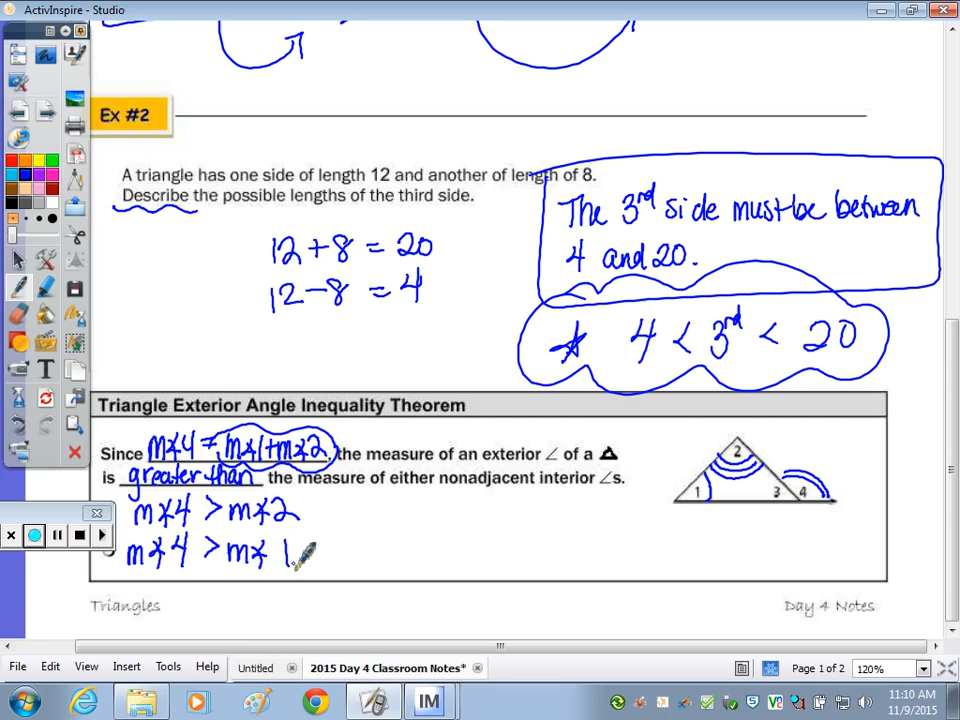 ActivInspire - Studio
Ex #2
A triangle has one side of length 12 and another of length of 8.
Describe the possible lengths of the third side.
12 + 8 = 20
12 - 8 = 4
The 3rd side must be between
4 and 20.
★ 4 < 3rd < 20
Triangle Exterior Angle Inequality Theorem
Since m∡4 = m∡1 + m∡2, the measure of an exterior ∠ of a △
is greater than the measure of either nonadjacent interior ∠s.
m∡4 > m∡2
m∡4 > m∡1
2
1
3
4
Triangles
Day 4 Notes
File Edit View Insert Tools Help
Untitled
2015 Day 4 Classroom Notes*
Page 1 of 2
120%
IM
11:10 AM
11/9/2015